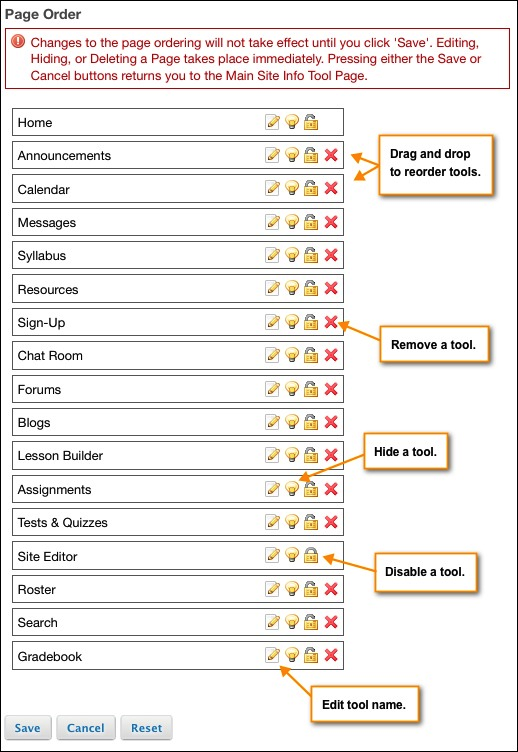 Page Order
Changes to the page ordering will not take effect until you click 'Save'. Editing,
Hiding, or Deleting a Page takes place immediately. Pressing either the Save or
Cancel buttons returns you to the Main Site Info Tool Page.
Home
Announcements
Drag and drop
to reorder tools.
Calendar
Messages
Syllabus
Resources
Sign-Up
Remove a tool.
Chat Room
Forums
Blogs
Hide a tool.
Lesson Builder
Assignments
Tests & Quizzes
Site Editor
Disable a tool.
Roster
Search
Gradebook
Edit tool name.
Save
Cancel
Reset